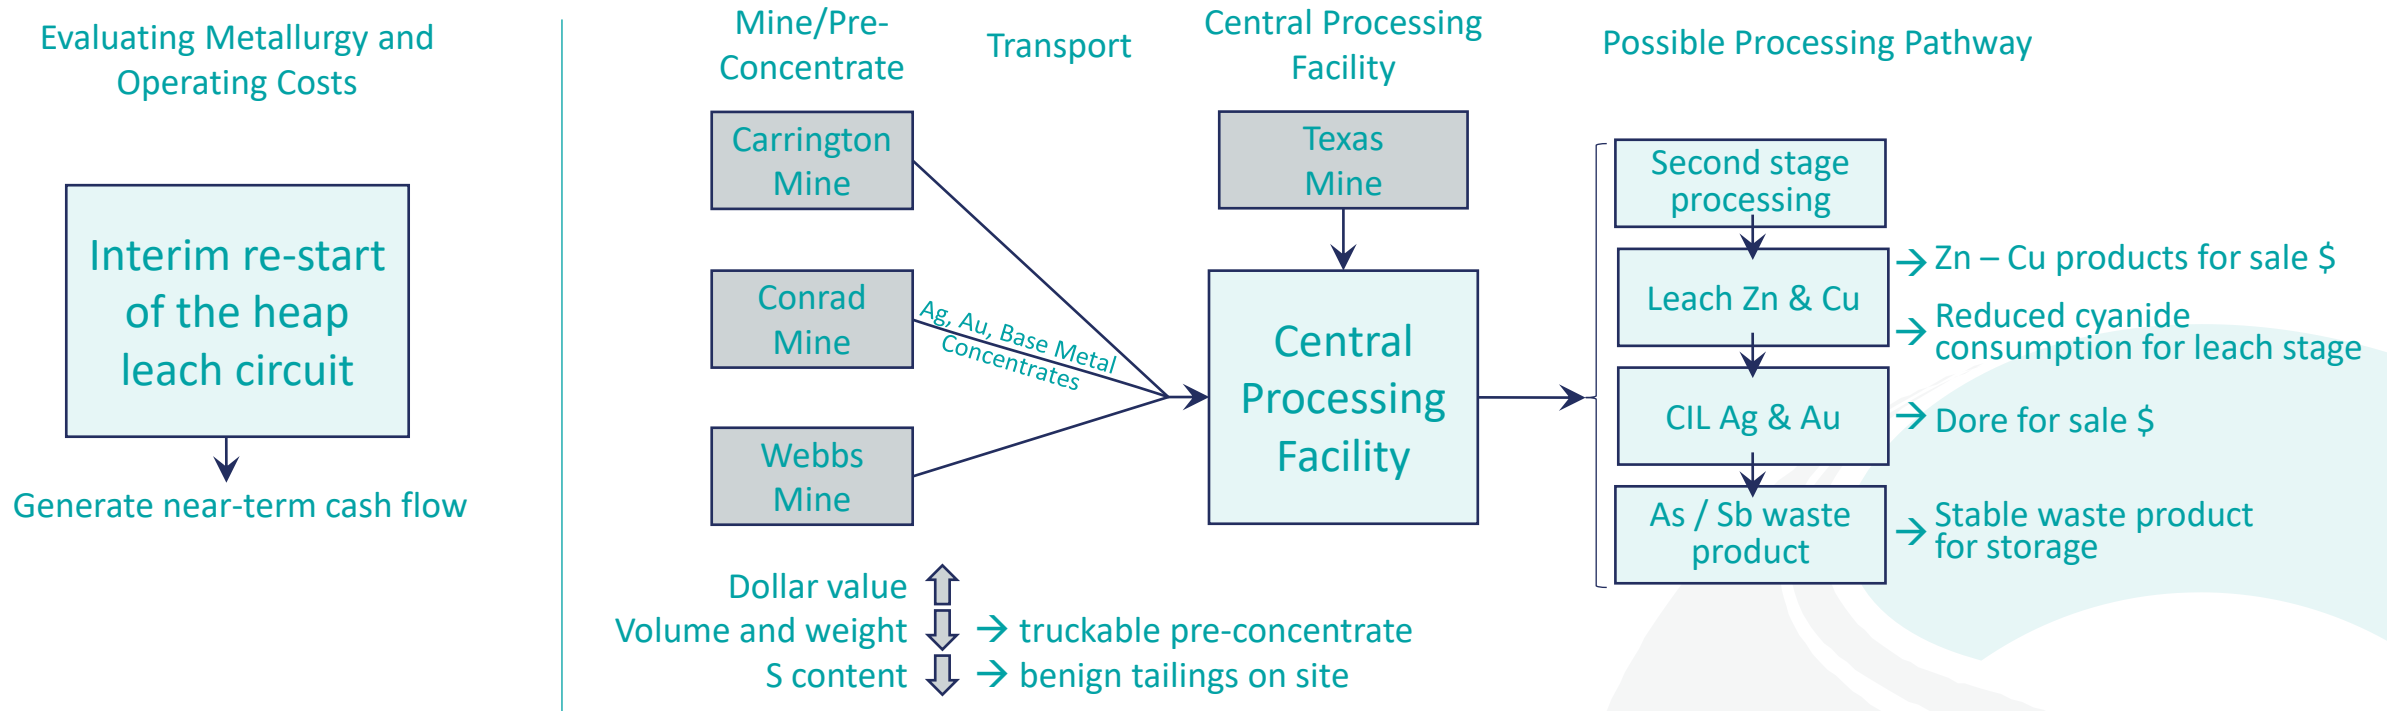 Evaluating Metallurgy and
Operating Costs
Interim re-start
of the heap
leach circuit
Generate near-term cash flow
Mine/Pre-
Concentrate
Transport
Central Processing
Facility
Possible Processing Pathway
Carrington
Mine
Conrad
Mine
Webbs
Mine
Ag, Au, Base Metal
Concentrates
Texas
Mine
Central
Processing
Facility
Second stage
processing
Leach Zn & Cu
→ Zn – Cu products for sale $
→ Reduced cyanide
consumption for leach stage
CIL Ag & Au
→ Dore for sale $
As / Sb waste
product
→ Stable waste product
for storage
Dollar value
Volume and weight → truckable pre-concentrate
S content → benign tailings on site